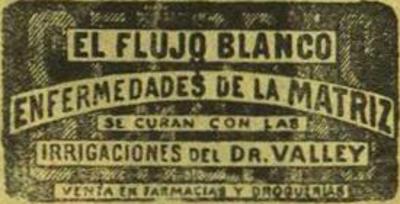 EL FLUJO BLANCO
Y
ENFERMEDADES DE LA MATRIZ
SE CURAN CON LAS
IRRIGACIONES DEL DR. VALLEY
VENTA EN FARMACIAS Y DROGUERIAS